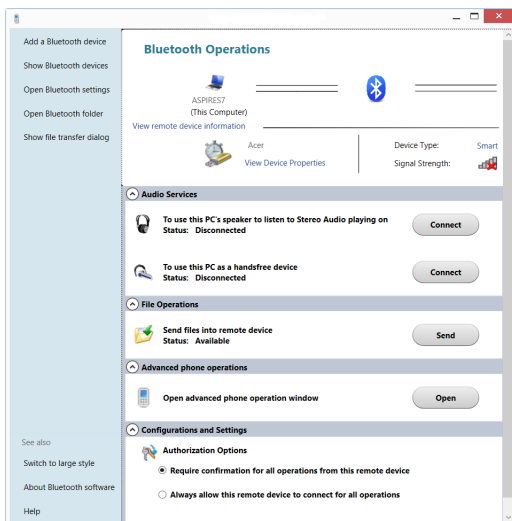 Add a Bluetooth device
Show Bluetooth devices
Open Bluetooth settings
Open Bluetooth folder
Show file transfer dialog
See also
Switch to large style
About Bluetooth software
Help
Bluetooth Operations
ASPIRES7
(This Computer)
View remote device information
Acer
View Device Properties
Device Type: Smart
Signal Strength:
Audio Services
To use this PC's speaker to listen to Stereo Audio playing on
Status: Disconnected
Connect
To use this PC as a handsfree device
Status: Disconnected
Connect
File Operations
Send files into remote device
Status: Available
Send
Advanced phone operations
Open advanced phone operation window
Open
Configurations and Settings
Authorization Options
Require confirmation for all operations from this remote device
Always allow this remote device to connect for all operations